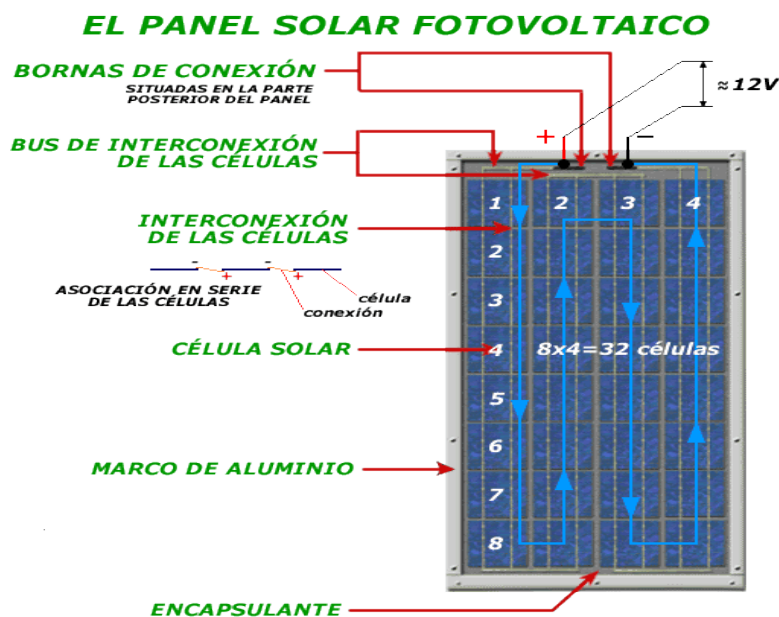 EL PANEL SOLAR FOTOVOLTAICO
BORNAS DE CONEXIÓN
SITUADAS EN LA PARTE
POSTERIOR DEL PANEL
≈12V
+ −
BUS DE INTERCONEXIÓN
DE LAS CÉLULAS
1 2 3 4
INTERCONEXIÓN
DE LAS CÉLULAS
2
- -
+ +
ASOCIACIÓN EN SERIE
DE LAS CÉLULAS
célula
conexión
3
CÉLULA SOLAR
4
8x4=32 células
5
6
MARCO DE ALUMINIO
7
8
ENCAPSULANTE